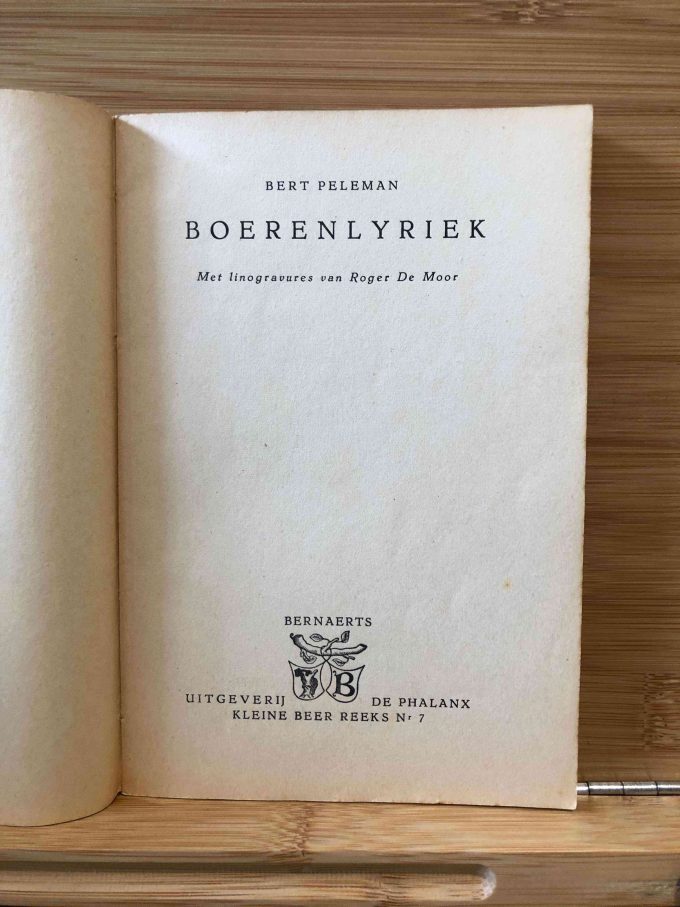 BERT PELEMAN
BOERENLYRIEK
Met linogravures van Roger De Moor
BERNAERTS
B
UITGEVERIJ DE PHALANX
KLEINE BEER REEKS Nr 7